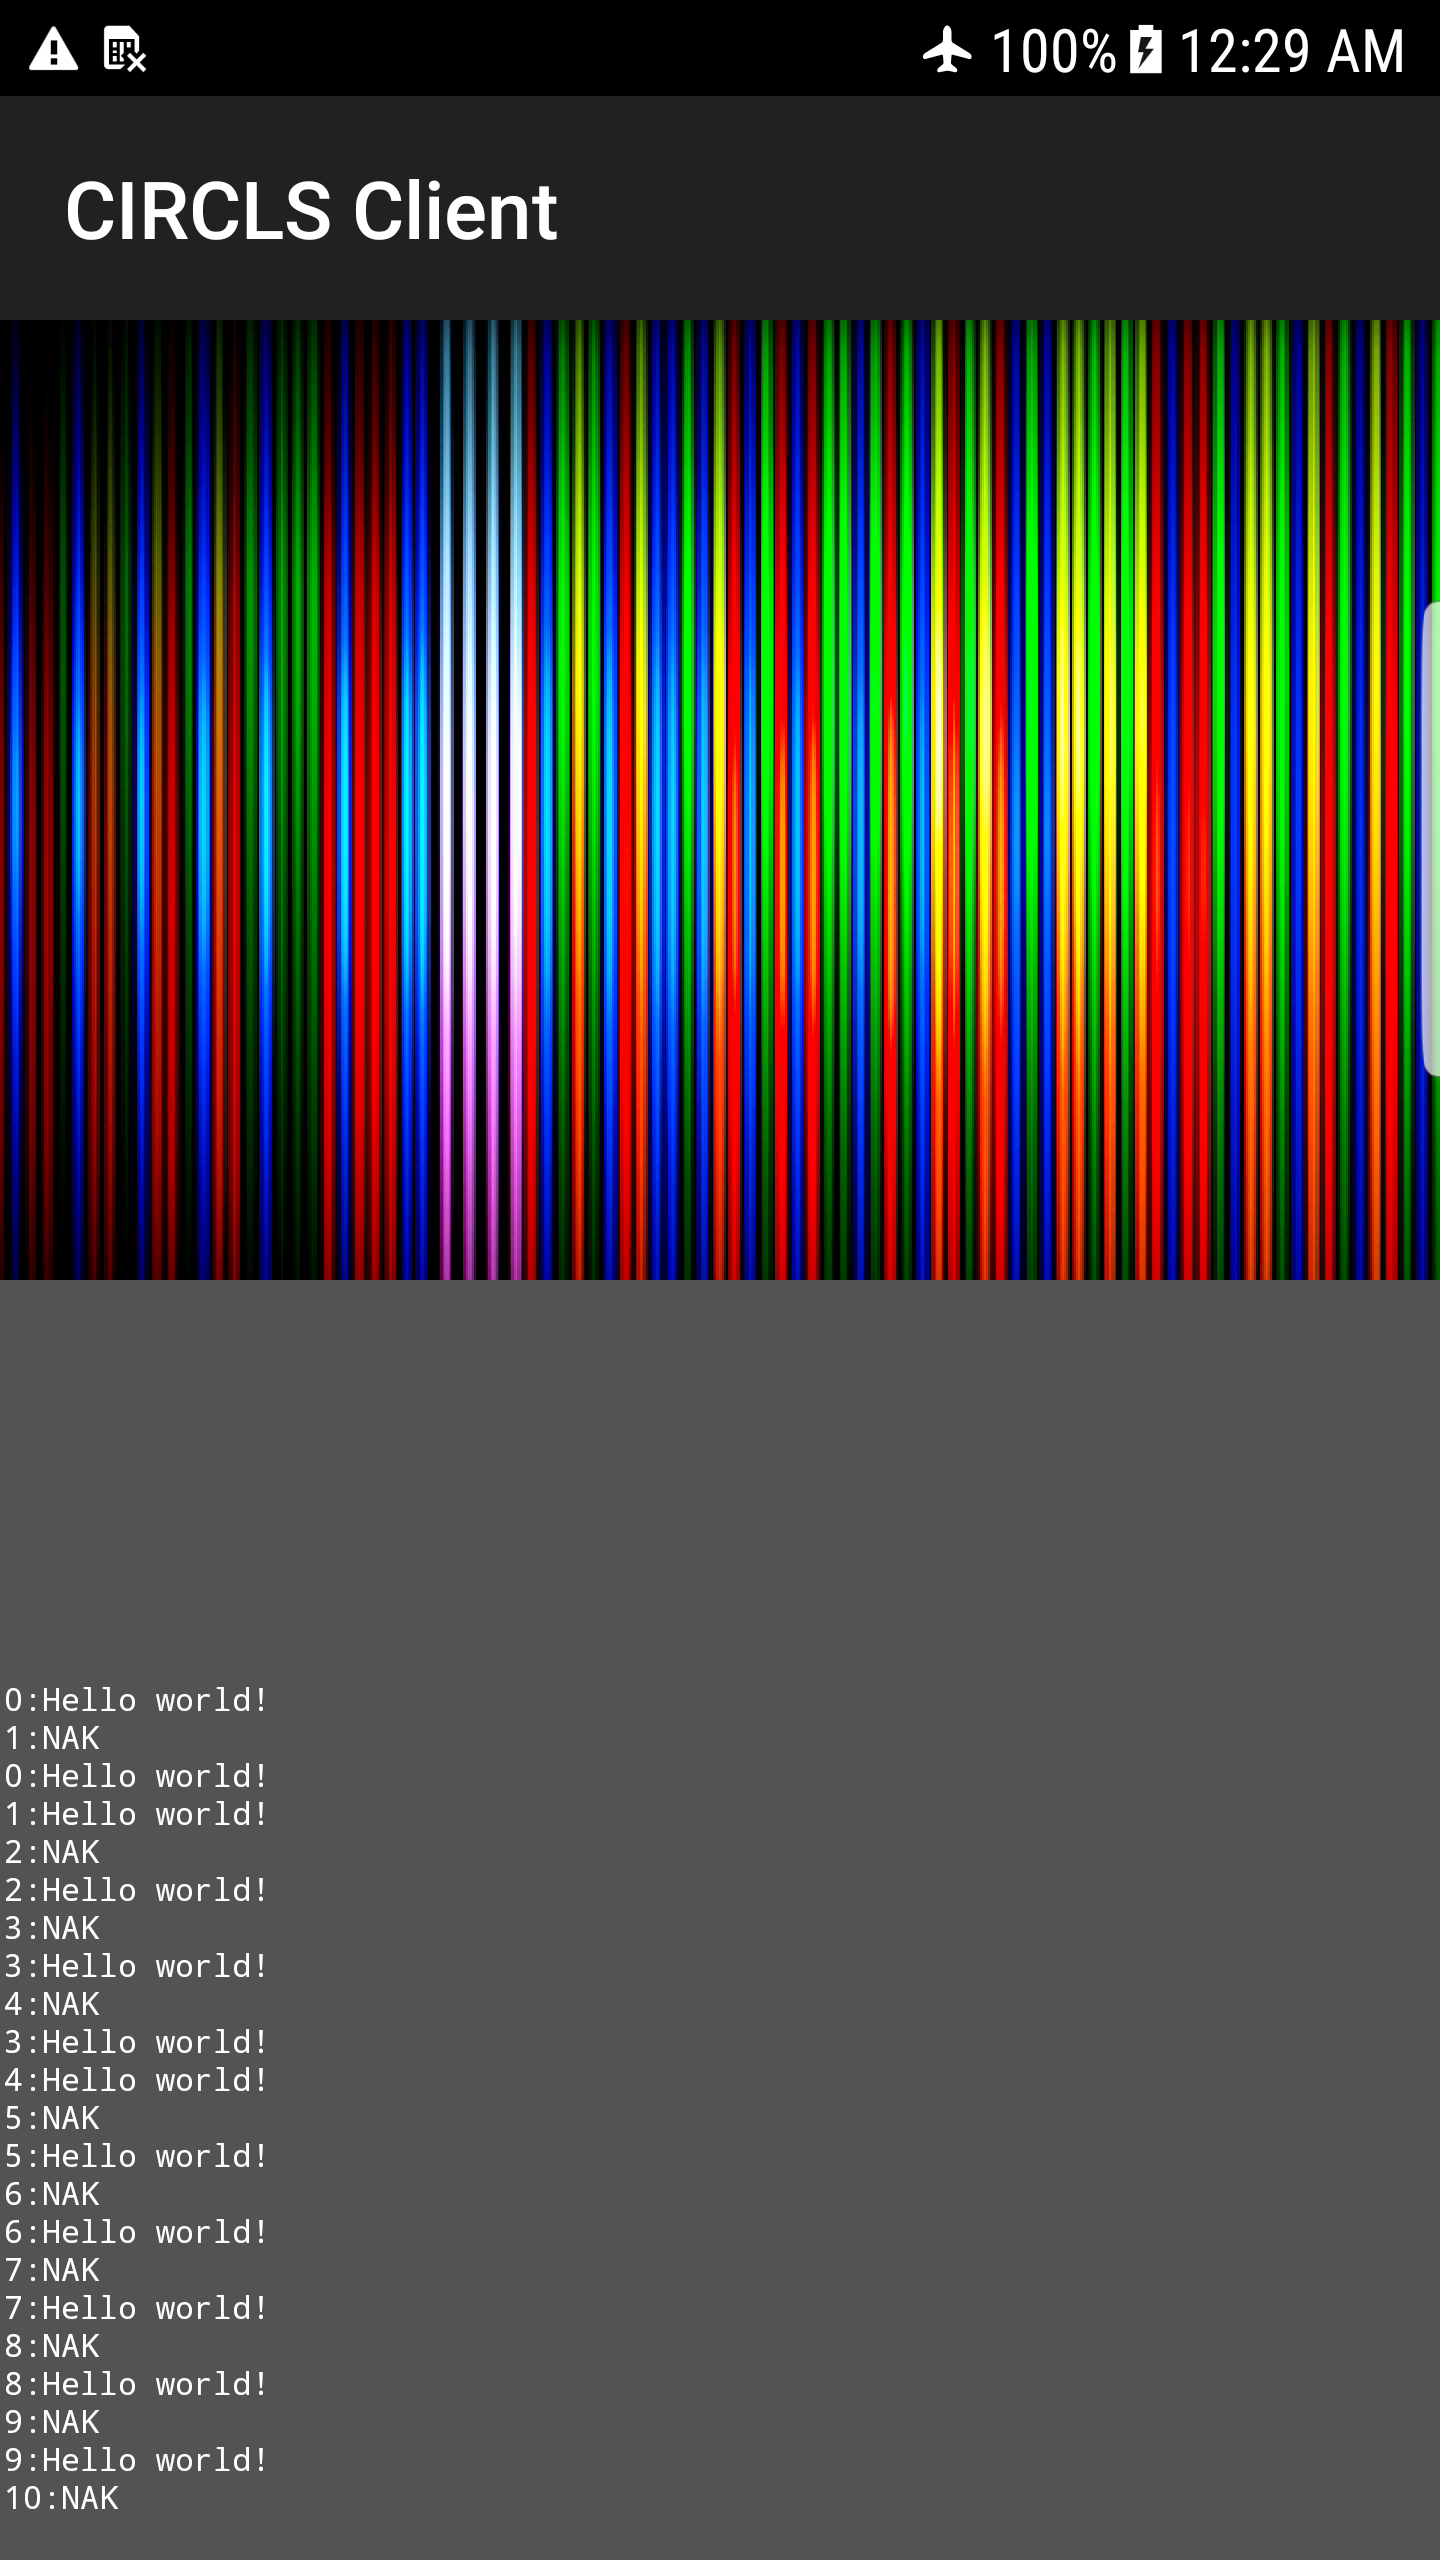 100% 12:29 AM
CIRCLS Client
0:Hello world!
1:NAK
0:Hello world!
1:Hello world!
2:NAK
2:Hello world!
3:NAK
3:Hello world!
4:NAK
3:Hello world!
4:Hello world!
5:NAK
5:Hello world!
6:NAK
6:Hello world!
7:NAK
7:Hello world!
8:NAK
8:Hello world!
9:NAK
9:Hello world!
10:NAK